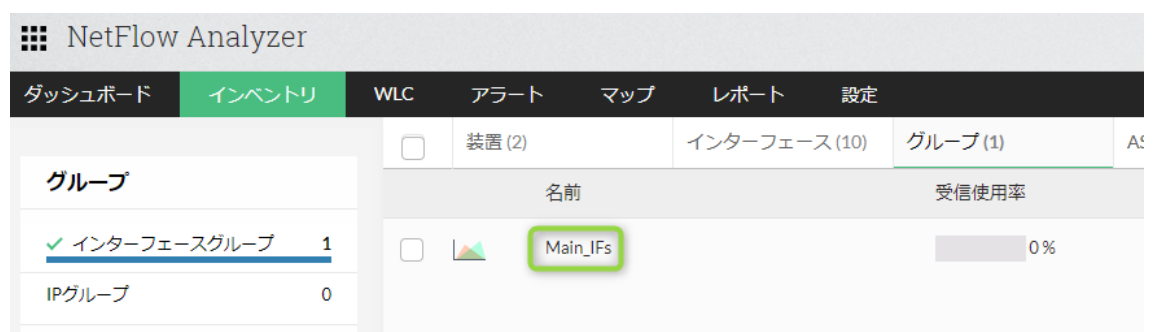 NetFlow Analyzer
ダッシュボード インベントリ WLC アラート マップ レポート 設定
装置 (2) インターフェース (10) グループ (1) AS
グループ
名前 受信使用率
インターフェースグループ 1
Main_IFs 0 %
IPグループ 0